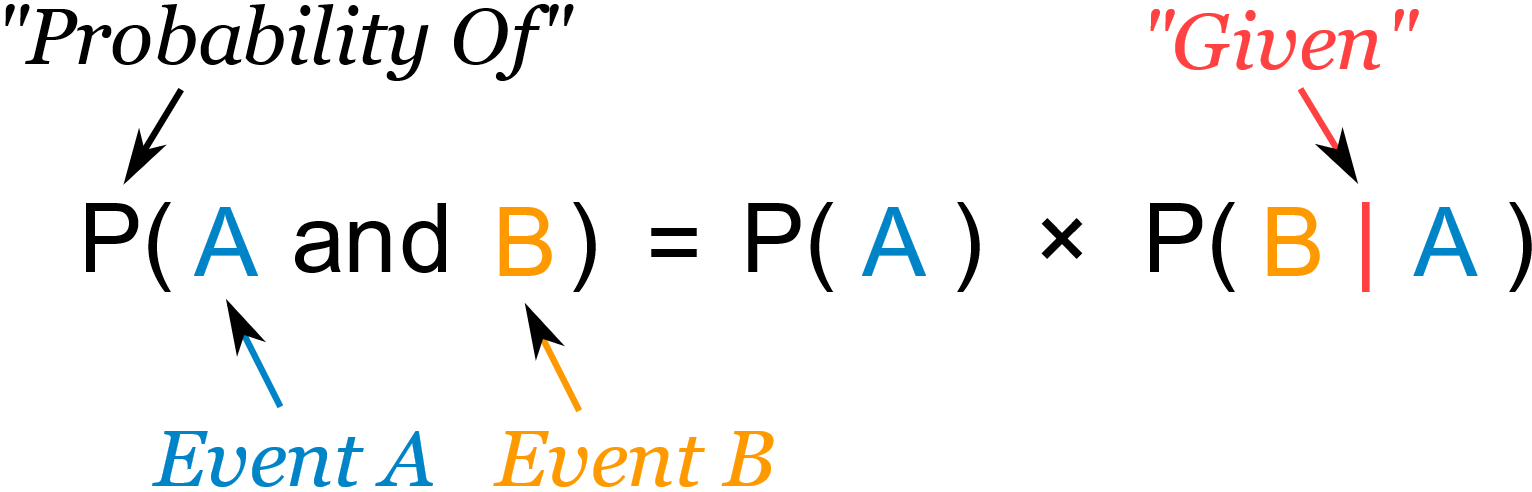 "Probability Of" "Given"
P( A and B ) = P( A ) × P( B | A )
Event A Event B